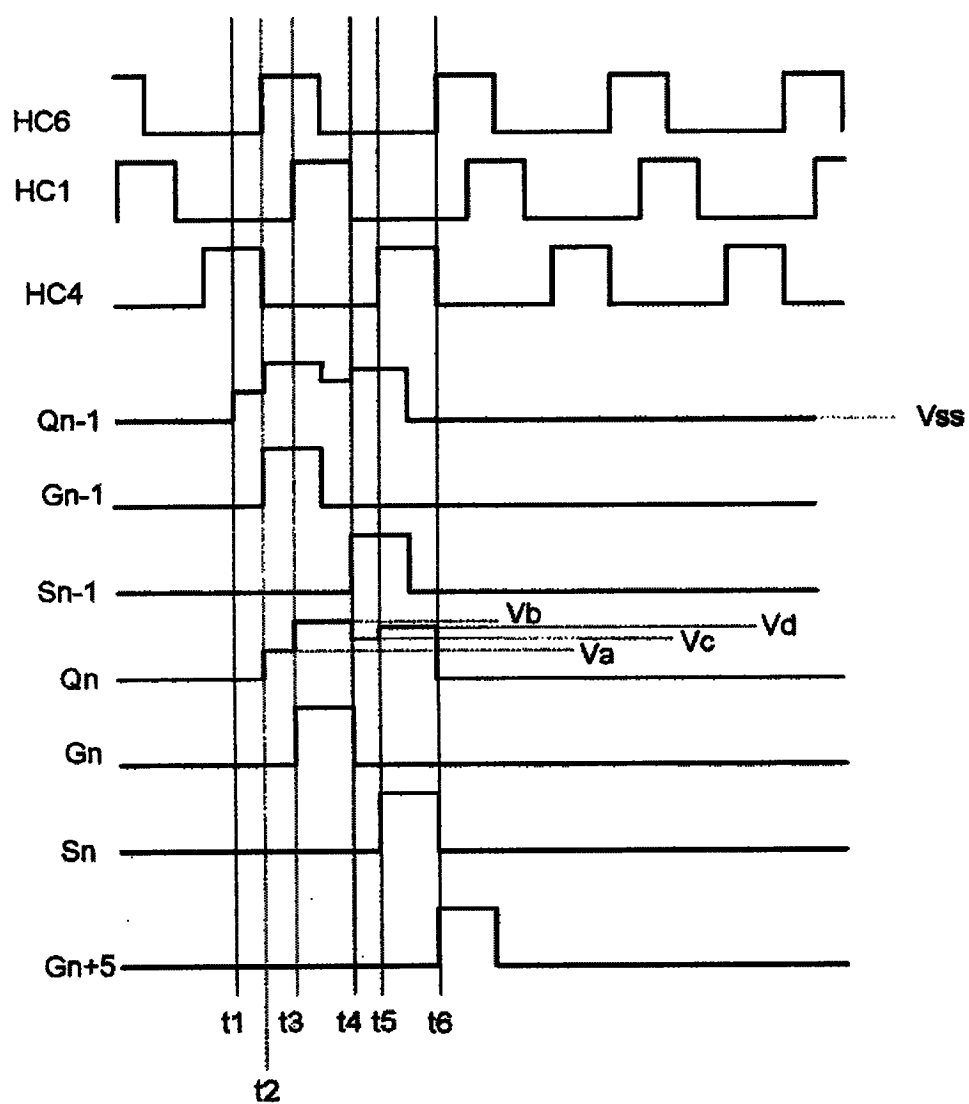 HC6
HC1
HC4
Qn-1
Vss
Gn-1
Sn-1
Vb
Vd
Vc
Va
Qn
Gn
Sn
Gn+5
t1 t3 t4 t5 t6
t2